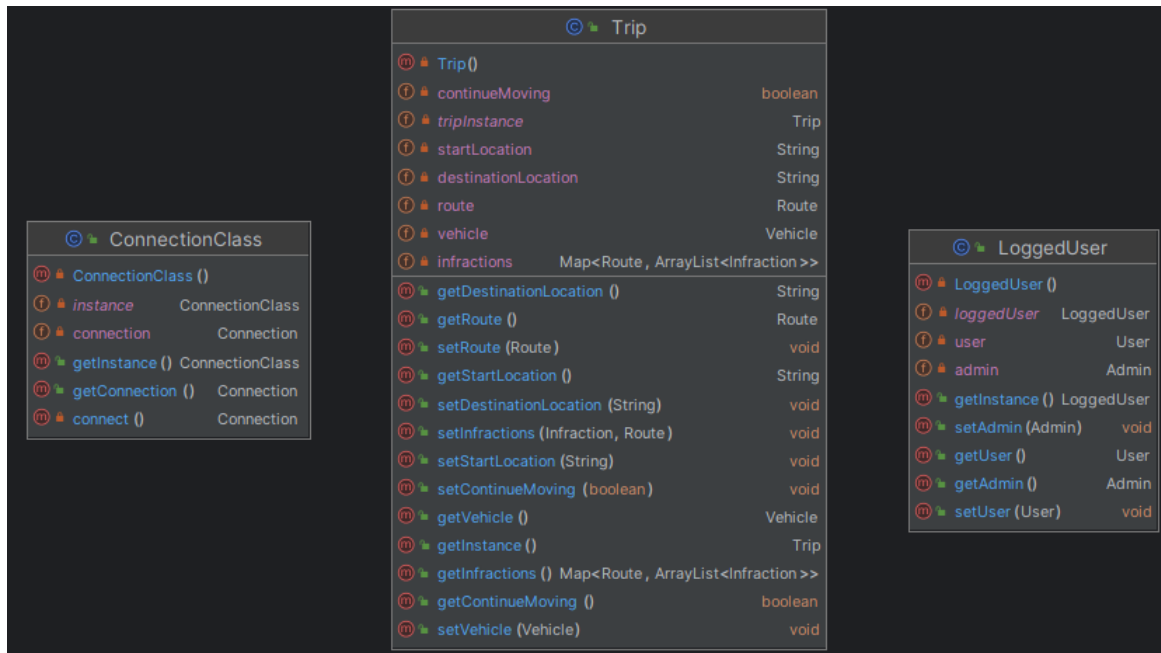 ConnectionClass
ConnectionClass ()
instance ConnectionClass
connection Connection
getInstance () ConnectionClass
getConnection () Connection
connect () Connection
Trip
Trip()
continueMoving boolean
tripInstance Trip
startLocation String
destinationLocation String
route Route
vehicle Vehicle
infractions Map<Route, ArrayList<Infraction>>
getDestinationLocation () String
getRoute () Route
setRoute (Route) void
getStartLocation () String
setDestinationLocation (String) void
setInfractions (Infraction, Route) void
setStartLocation (String) void
setContinueMoving (boolean) void
getVehicle () Vehicle
getInstance () Trip
getInfractions () Map<Route, ArrayList<Infraction>>
getContinueMoving () boolean
setVehicle (Vehicle) void
LoggedUser
LoggedUser ()
loggedUser LoggedUser
user User
admin Admin
getInstance () LoggedUser
setAdmin (Admin) void
getUser () User
getAdmin () Admin
setUser (User) void